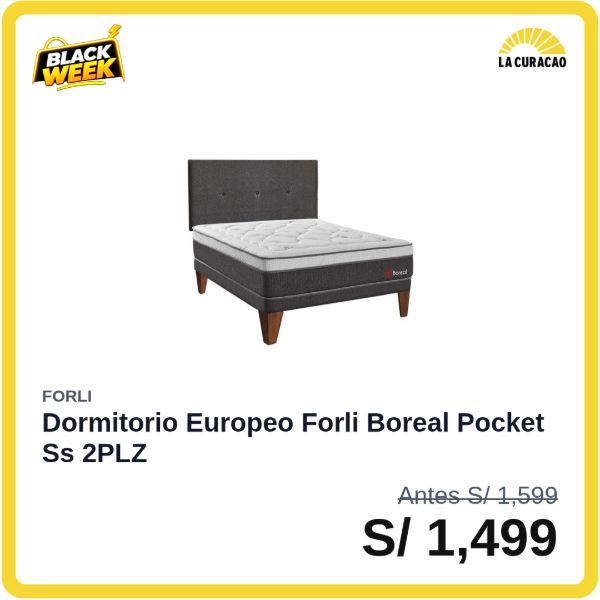 BLACK
WEEK
LA CURACAO
Boreal
FORLI
Dormitorio Europeo Forli Boreal Pocket
Ss 2PLZ
Antes S/ 1,599
S/ 1,499